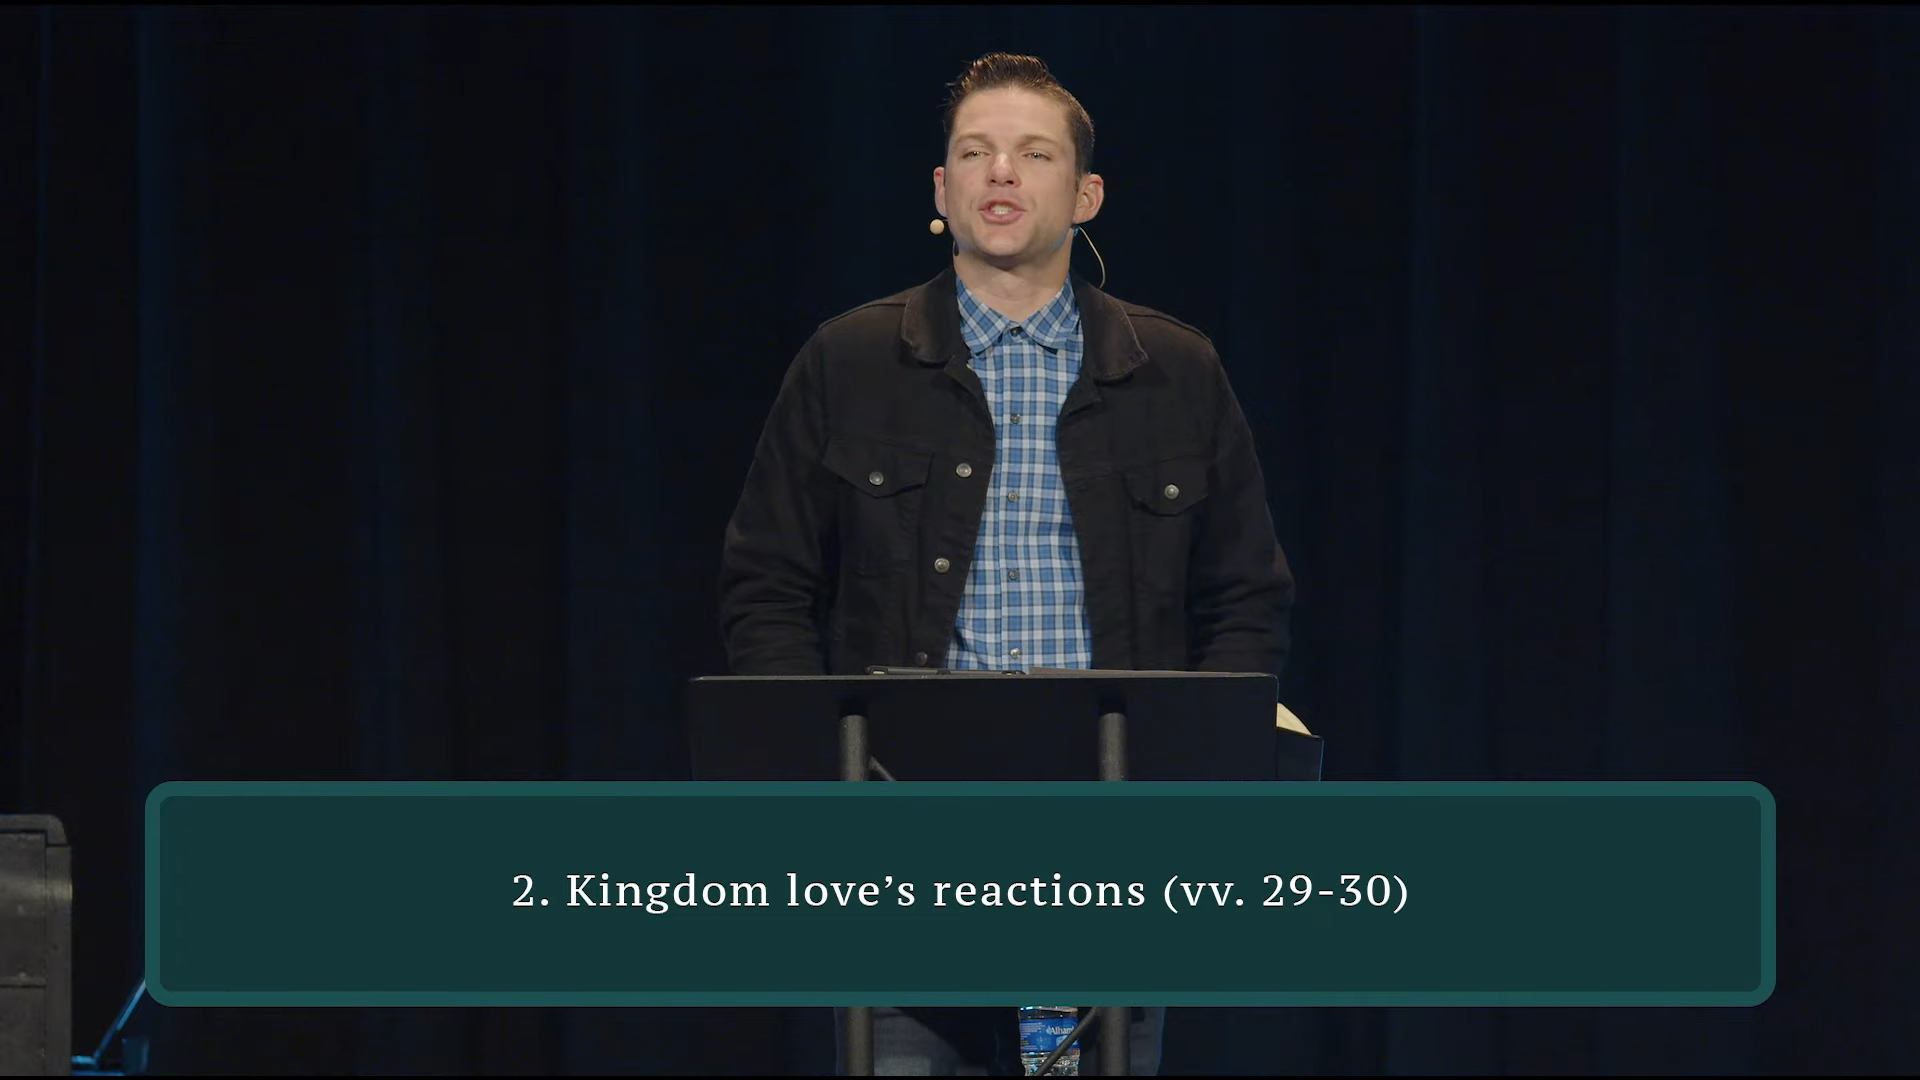 2. Kingdom love’s reactions (vv. 29-30)